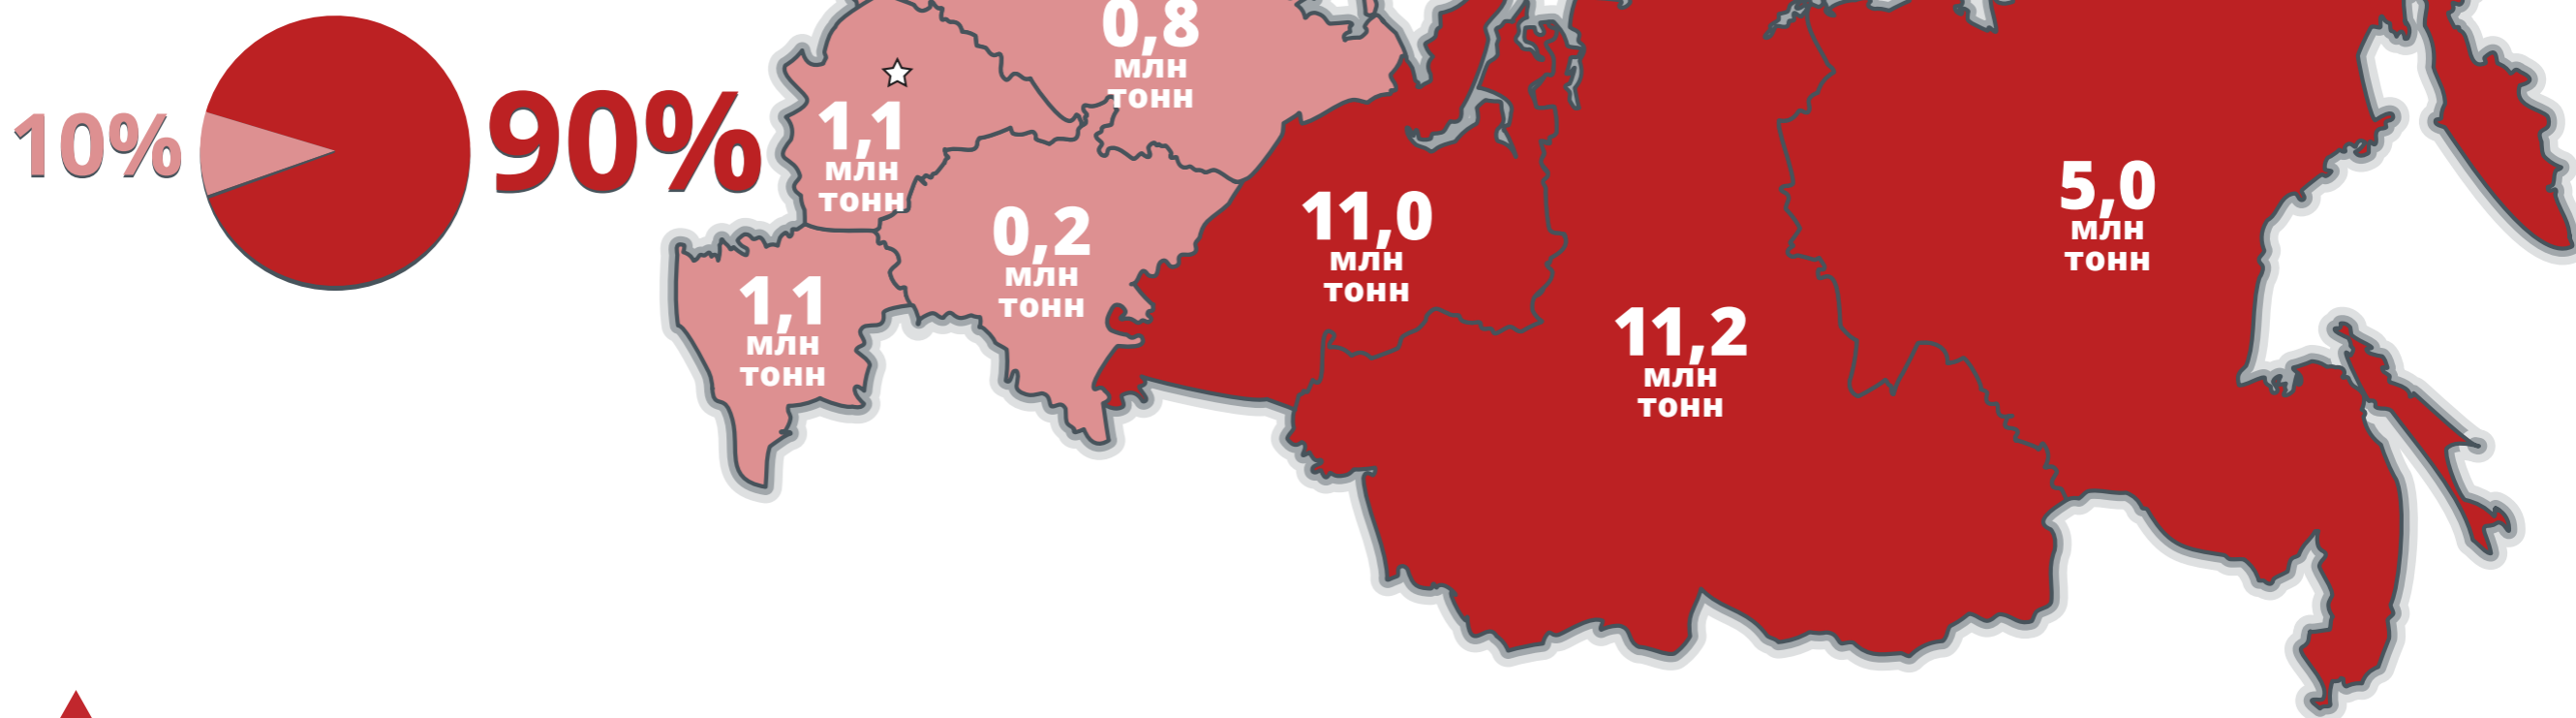 10%
90%
0,8
млн
тонн
1,1
млн
тонн
0,2
млн
тонн
1,1
млн
тонн
11,0
млн
тонн
11,2
млн
тонн
5,0
млн
тонн